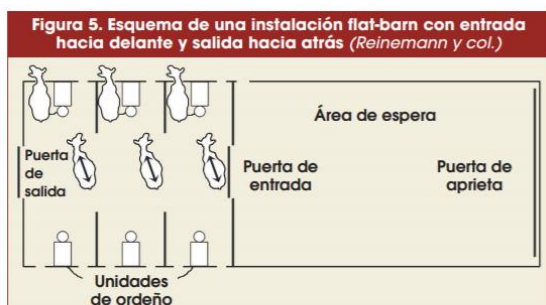 Figura 5. Esquema de una instalación flat-barn con entrada
hacia delante y salida hacia atrás (Reinemann y col.)
Área de espera
Puerta
de
salida
Puerta de
entrada
Puerta de
aprieta
Unidades
de ordeño